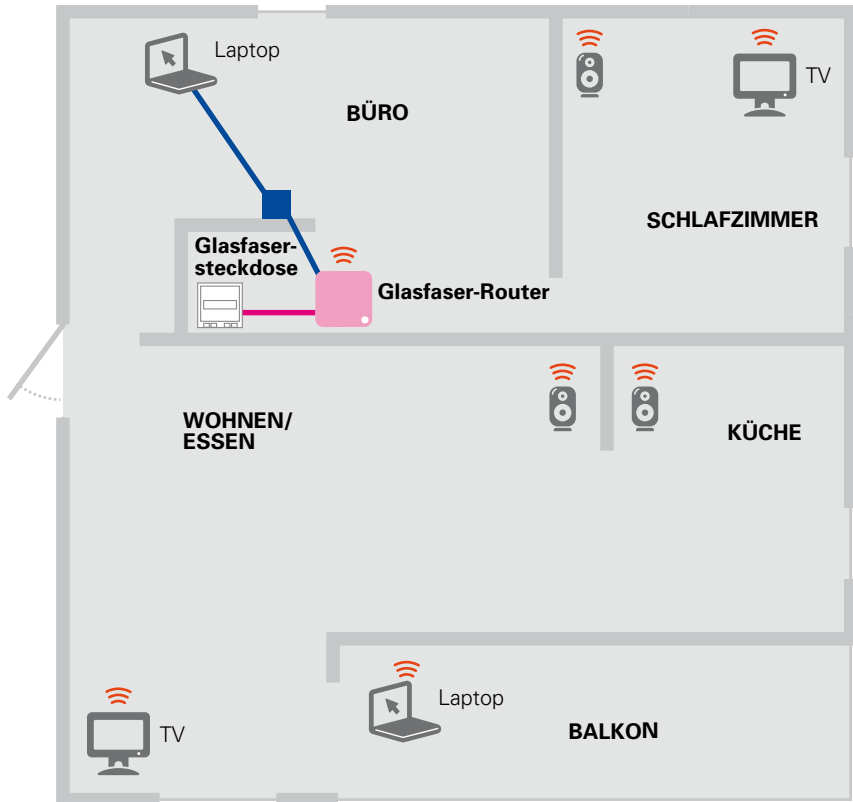 Laptop
TV
BÜRO
SCHLAFZIMMER
Glasfaser-
steckdose
Glasfaser-Router
WOHNEN/
ESSEN
KÜCHE
Laptop
TV
BALKON